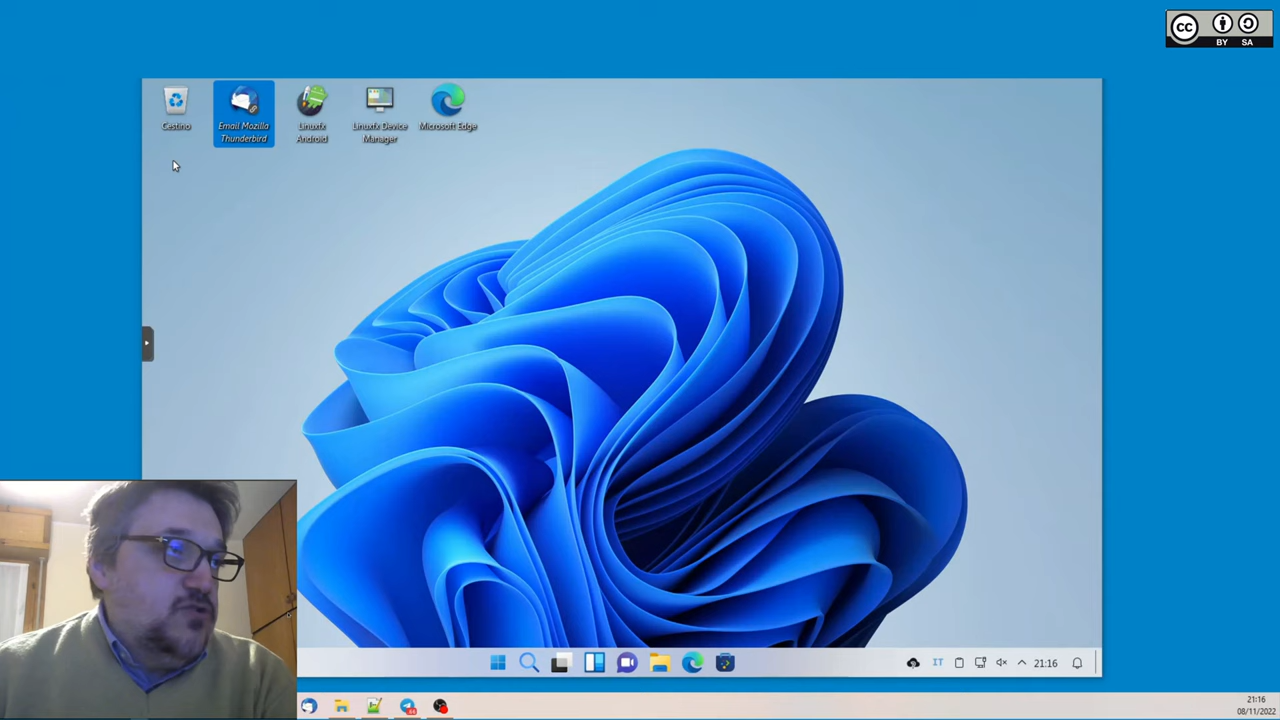 CC
BY SA
Cestino
Email Mozilla
Thunderbird
Linuxfx
Android
Linuxfx Device
Manager
Microsoft Edge
IT
21:16
21:16
08/11/2022